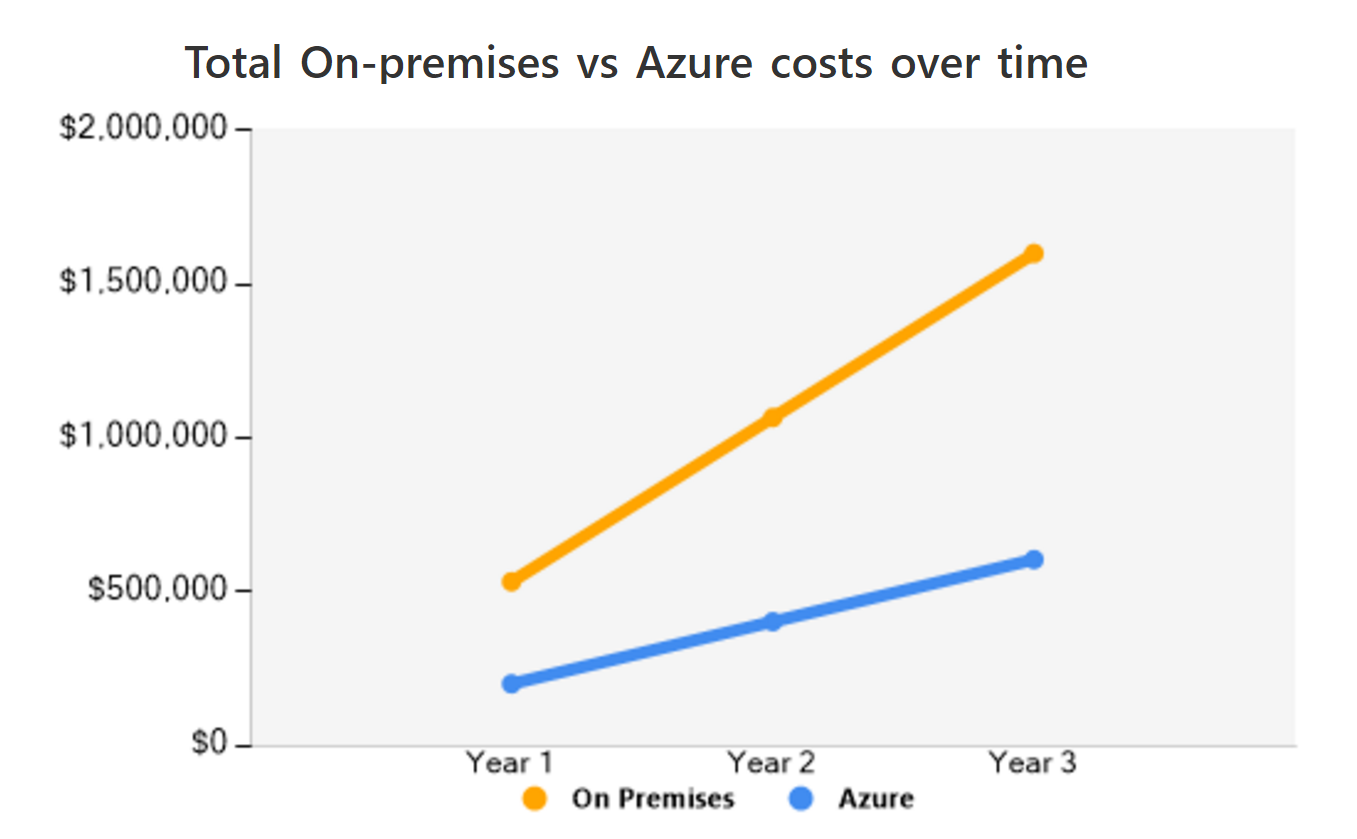 Total On-premises vs Azure costs over time
$2,000,000
$1,500,000
$1,000,000
$500,000
$0
Year 1 Year 2 Year 3
On Premises Azure